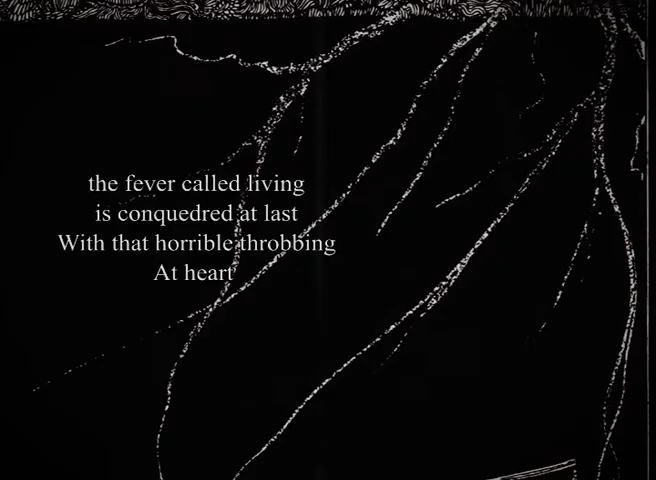 the fever called living
is conquedred at last
With that horrible throbbing
At heart